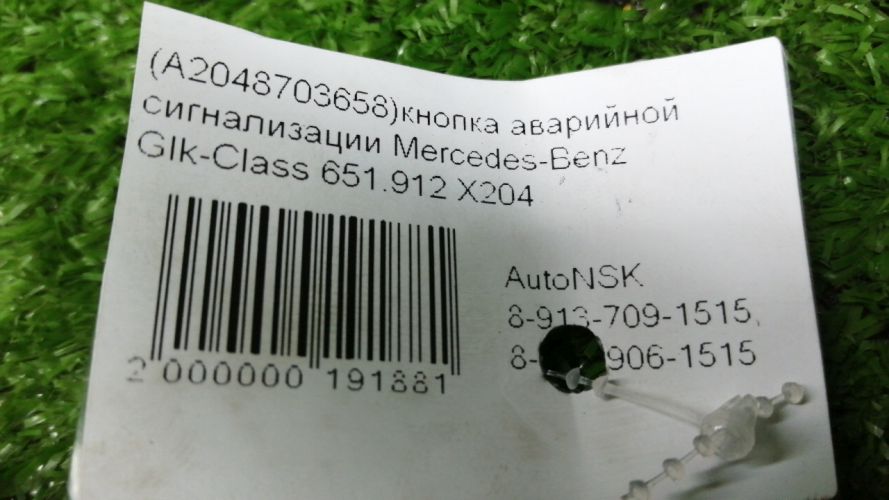 (A2048703658)кнопка аварийной
сигнализации Mercedes-Benz
Glk-Class 651.912 X204
AutoNSK
8-913-709-1515,
8- 906-1515
2 000000 191881